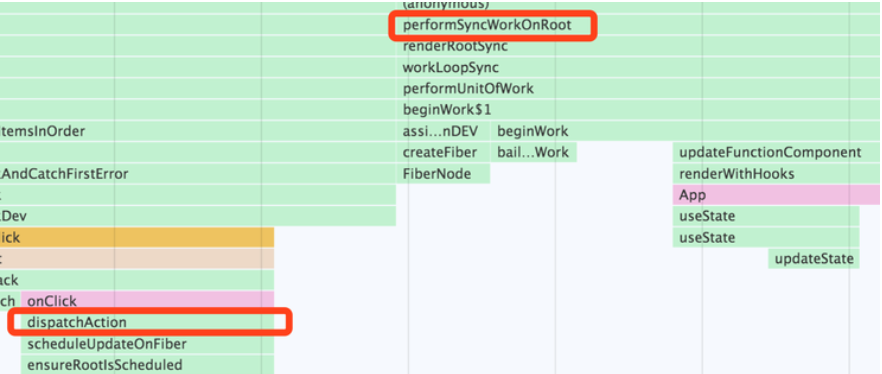 (anonymous)
performSyncWorkOnRoot
renderRootSync
workLoopSync
performUnitOfWork
beginWork$1
temsInOrder assi...nDEV beginWork
createFiber bail...Work updateFunctionComponent
AndCatchFirstError FiberNode renderWithHooks
App
Dev useState
ick useState
updateState
ack
ch onClick
dispatchAction
scheduleUpdateOnFiber
ensureRootIsScheduled